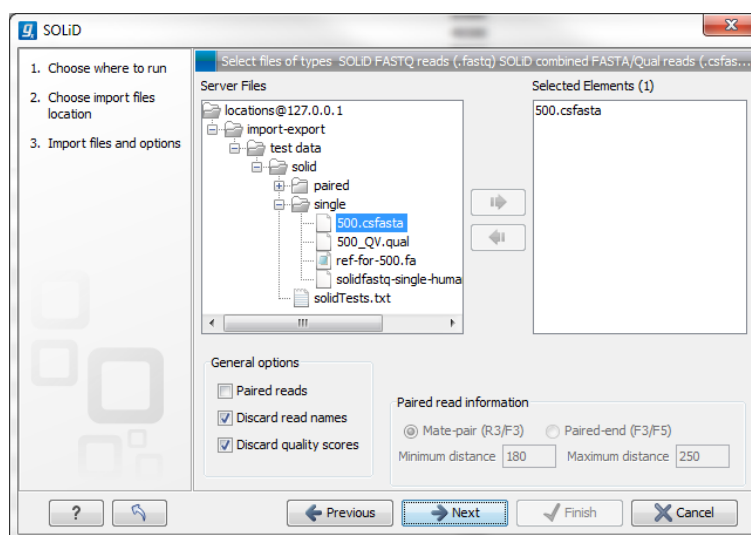 SOLiD
1. Choose where to run
2. Choose import files
location
3. Import files and options
Select files of types SOLiD FASTQ reads (.fastq) SOLiD combined FASTA/Qual reads (.csfas...
Server Files
locations@127.0.0.1
import-export
test data
solid
paired
single
500.csfasta
500_QV.qual
ref-for-500.fa
solidfastq-single-huma
solidTests.txt
Selected Elements (1)
500.csfasta
General options
Paired reads
Discard read names
Discard quality scores
Paired read information
Mate-pair (R3/F3) Paired-end (F3/F5)
Minimum distance 180 Maximum distance 250
? Previous Next Finish Cancel